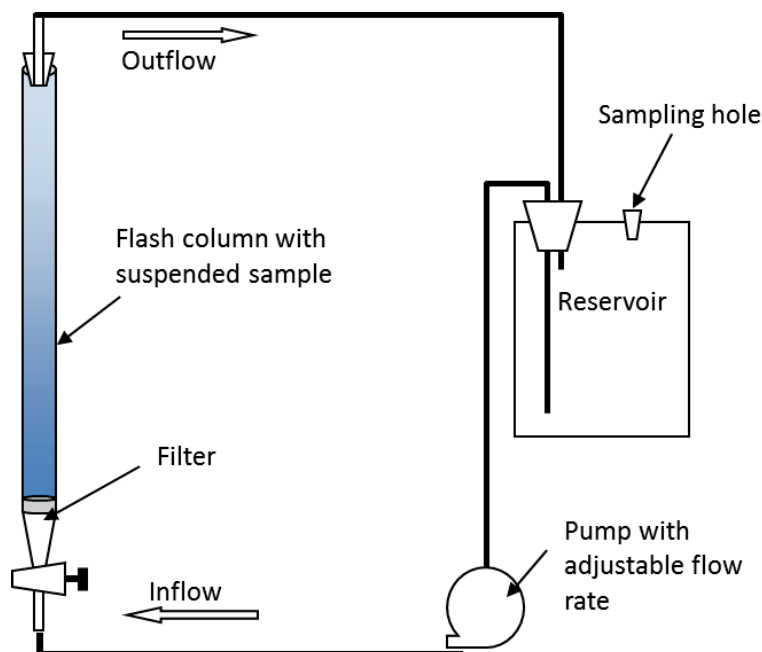 Outflow
Sampling hole
Flash column with
suspended sample
Reservoir
Filter
Pump with
adjustable flow
rate
Inflow